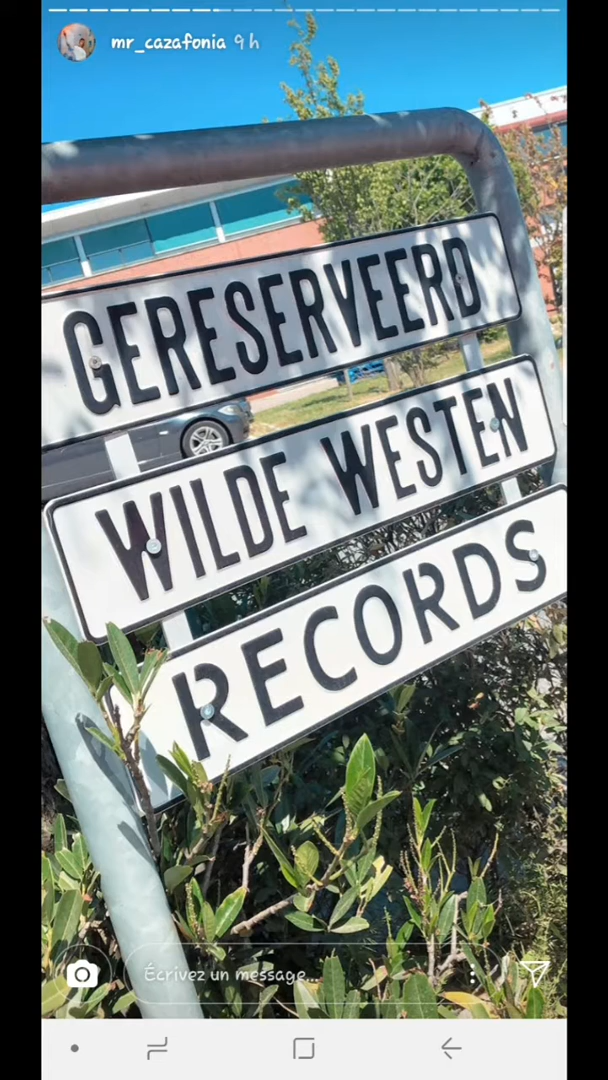 mr_cazafonia 9 h
GERESERVEERD
WILDE WESTEN
RECORDS
Écrivez un message...